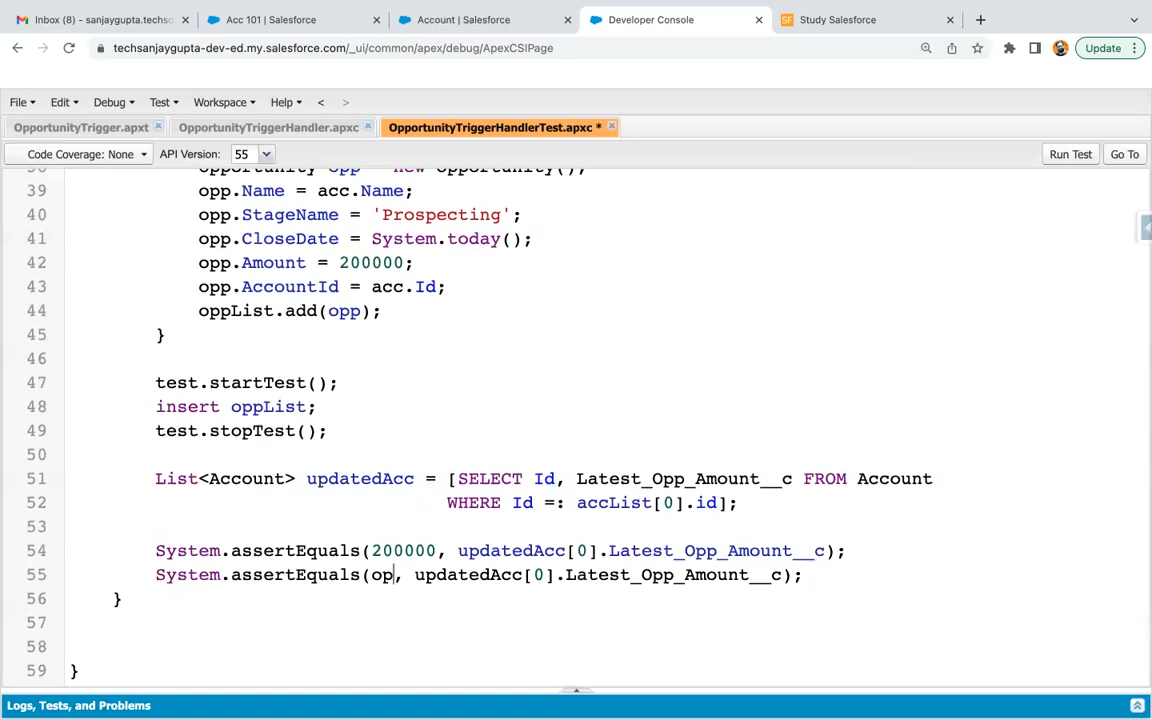 Inbox (8) - sanjaygupta.techsc
Acc 101 | Salesforce
Account | Salesforce
Developer Console
Study Salesforce
techsanjaygupta-dev-ed.my.salesforce.com/_ui/common/apex/debug/ApexCSIPage
Update
File Edit Debug Test Workspace Help < >
OpportunityTrigger.apxt
OpportunityTriggerHandler.apxc
OpportunityTriggerHandlerTest.apxc *
Code Coverage: None API Version: 55 Run Test Go To
38 opportunity opp = new opportunity();
39 opp.Name = acc.Name;
40 opp.StageName = 'Prospecting';
41 opp.CloseDate = System.today();
42 opp.Amount = 200000;
43 opp.AccountId = acc.Id;
44 oppList.add(opp);
45 }
46
47 test.startTest();
48 insert oppList;
49 test.stopTest();
50
51 List<Account> updatedAcc = [SELECT Id, Latest_Opp_Amount__c FROM Account
52 WHERE Id =: accList[0].id];
53
54 System.assertEquals(200000, updatedAcc[0].Latest_Opp_Amount__c);
55 System.assertEquals(op, updatedAcc[0].Latest_Opp_Amount__c);
56 }
57
58
59 }
Logs, Tests, and Problems